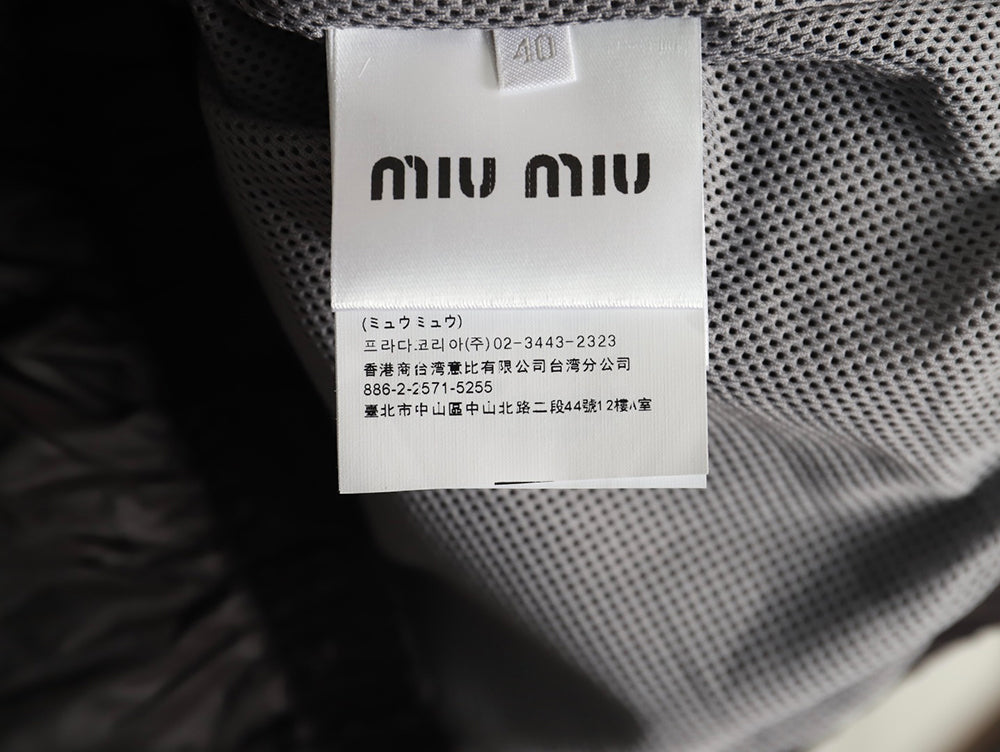 40
MIU MIU
(ミュウミュウ)
프라다코리아(주) 02-3443-2323
香港商台湾意比有限公司台湾分公司
886-2-2571-5255
臺北市中山區中山北路二段44號12樓A室